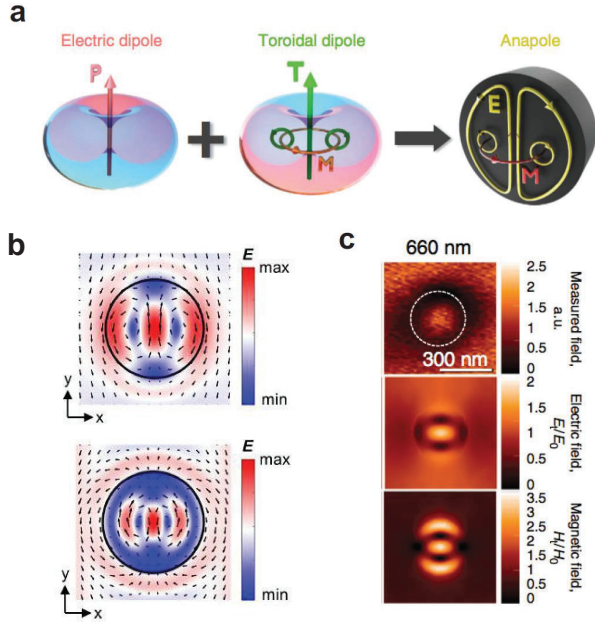 a
Electric dipole
Toroidal dipole
Anapole
P
T
M
E
M
b
E
max
min
y
x
E
max
min
y
x
c
660 nm
300 nm
2.5
2
1.5
1
0.5
0
Measured field,
a.u.
2
1.5
1
0.5
0
Electric field,
E/E0
3.5
3
2.5
2
1.5
1
0.5
0
Magnetic field,
H/H0